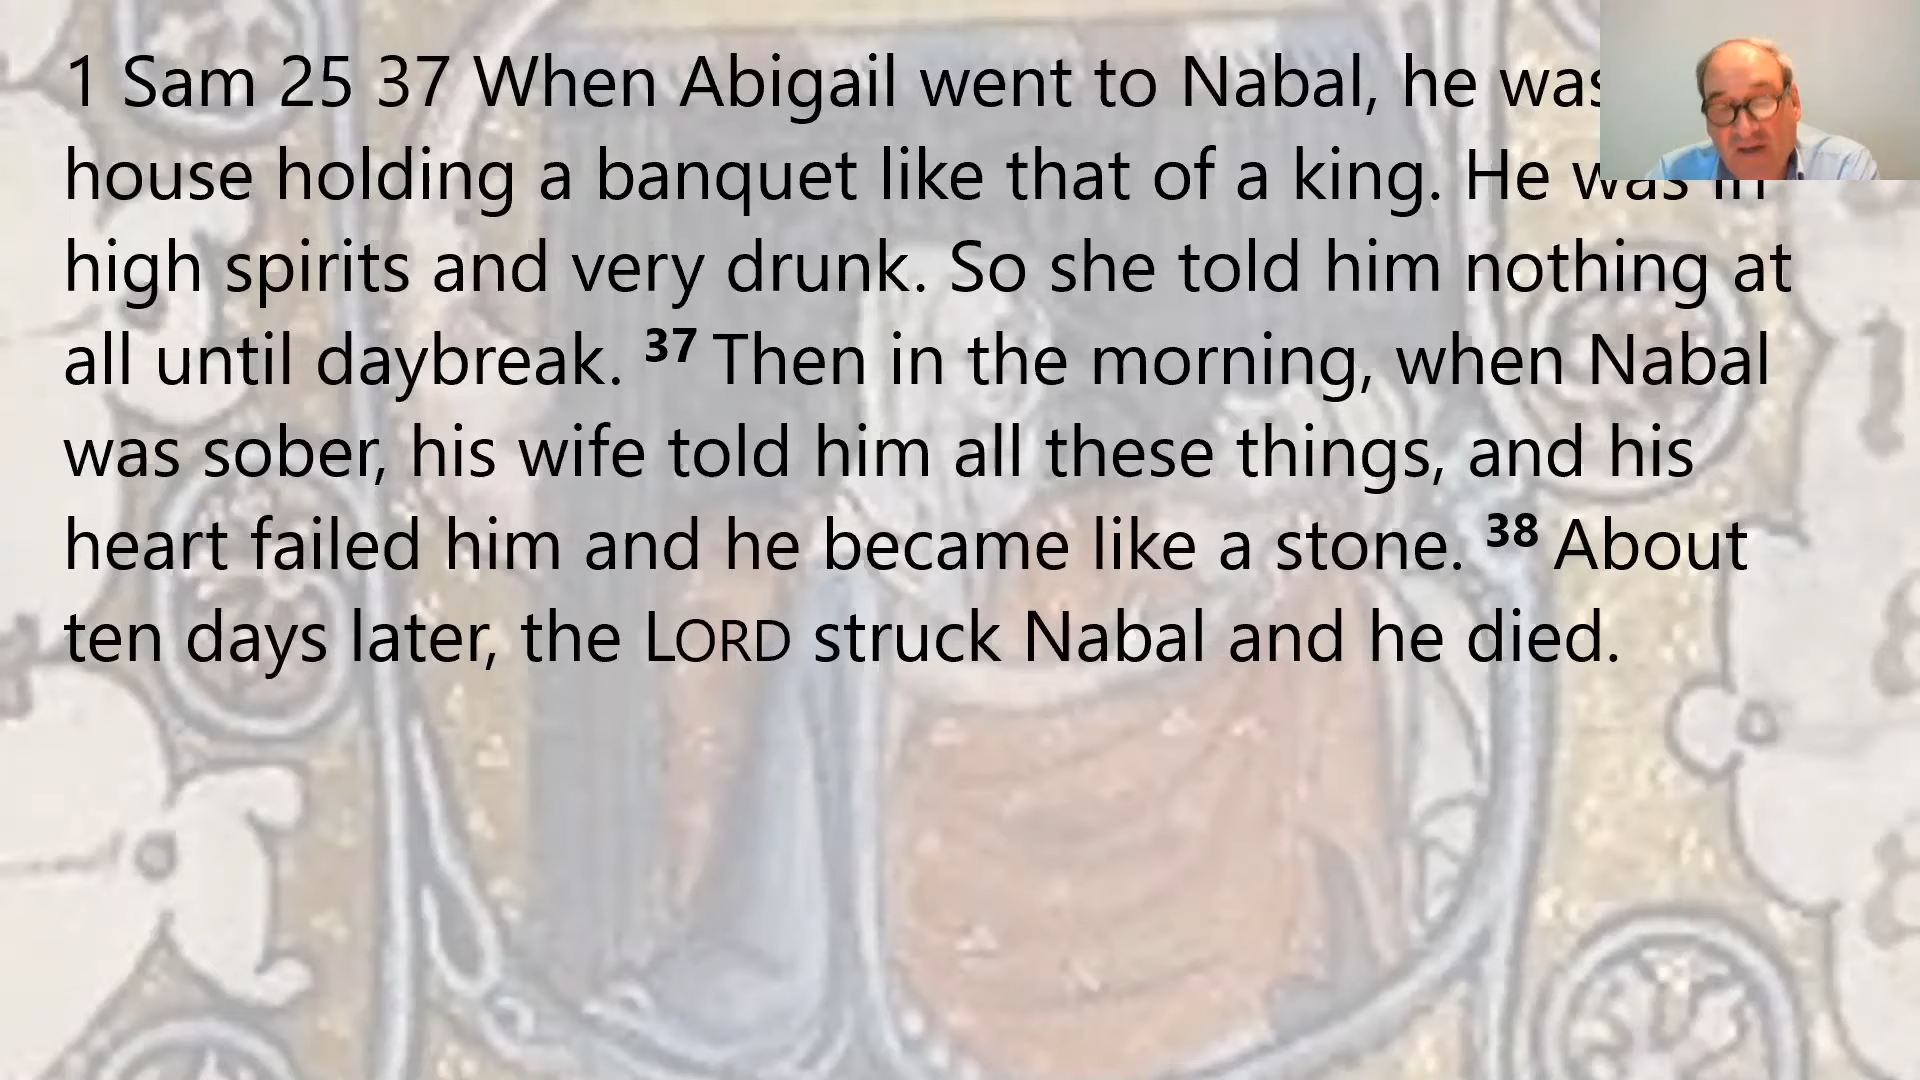 1 Sam 25 37 When Abigail went to Nabal, he was
house holding a banquet like that of a king. He was in
high spirits and very drunk. So she told him nothing at
all until daybreak. 37 Then in the morning, when Nabal
was sober, his wife told him all these things, and his
heart failed him and he became like a stone. 38 About
ten days later, the LORD struck Nabal and he died.